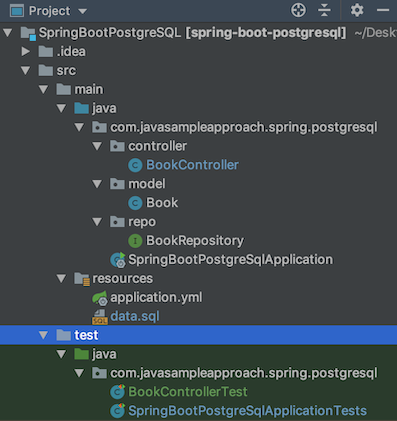 Project
SpringBootPostgreSQL [spring-boot-postgresql] ~/Deskt
.idea
src
main
java
com.javasampleapproach.spring.postgresql
controller
BookController
model
Book
repo
BookRepository
SpringBootPostgreSqlApplication
resources
application.yml
data.sql
test
java
com.javasampleapproach.spring.postgresql
BookControllerTest
SpringBootPostgreSqlApplicationTests